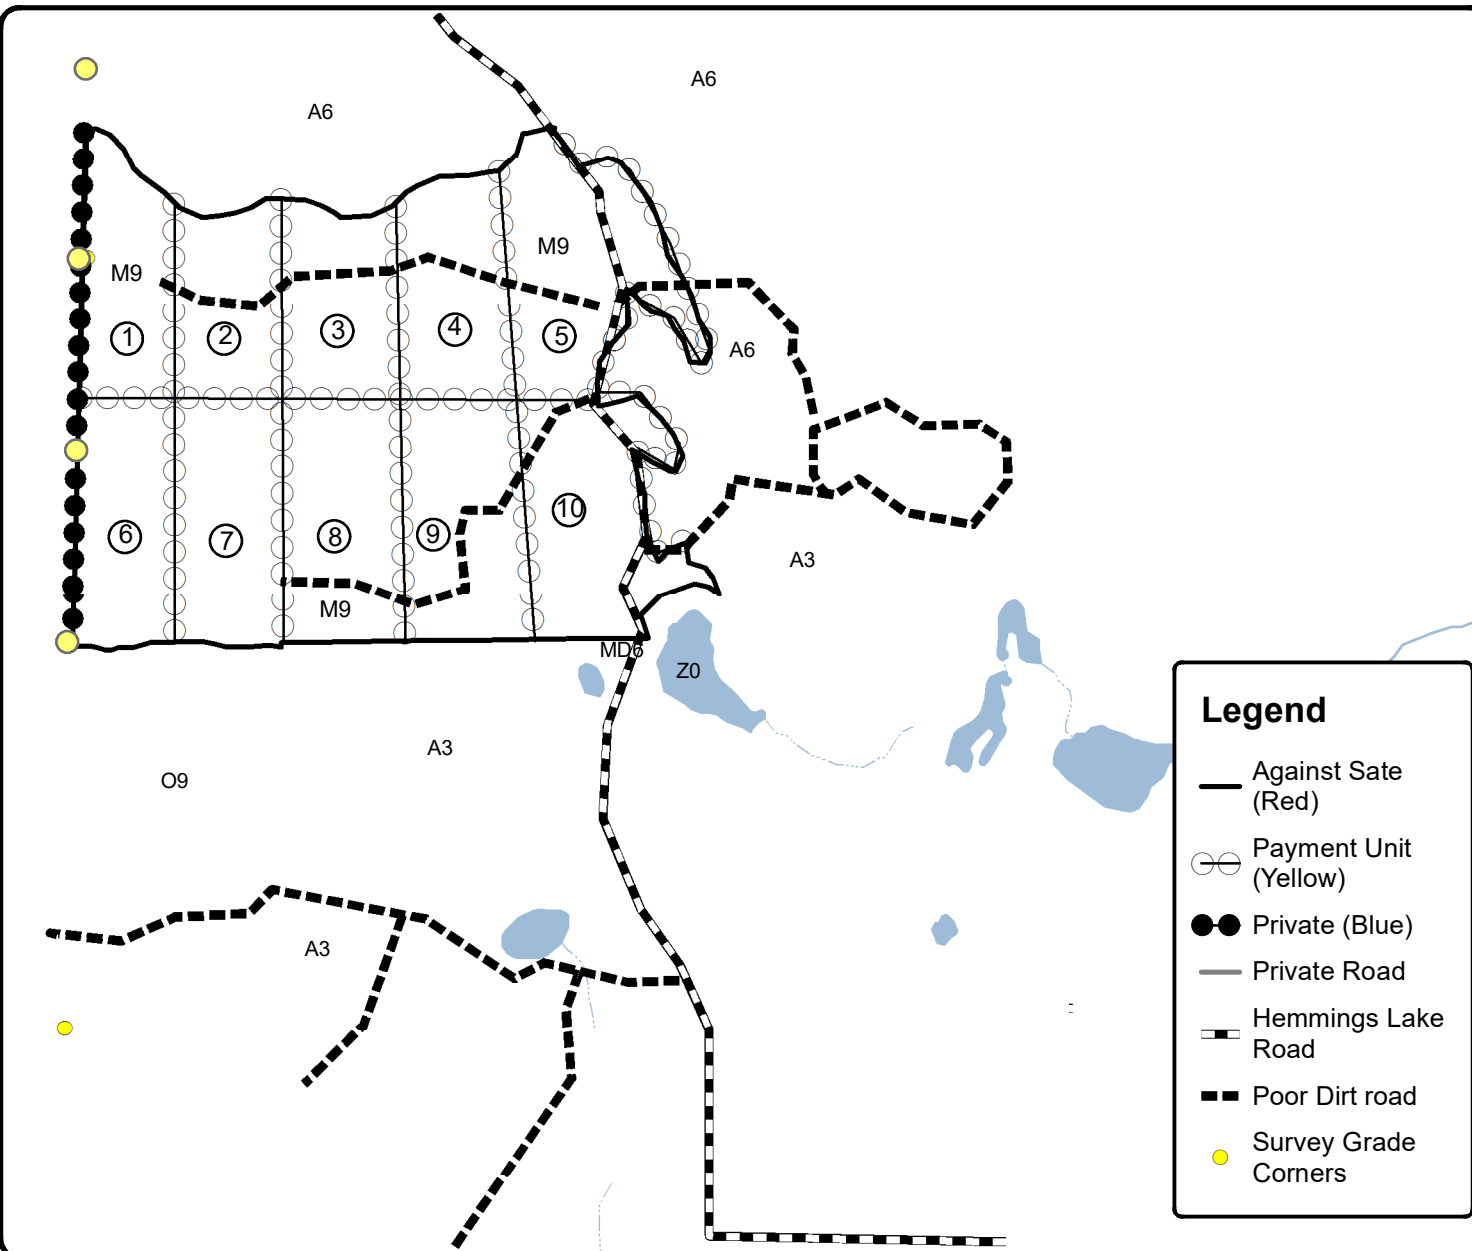 A6
A6
M9
M9
1
2
3
4
5
A6
6
7
8
9
10
A3
M9
MD6
Z0
A3
O9
A3
Legend
Against Sate
(Red)
Payment Unit
(Yellow)
Private (Blue)
Private Road
Hemmings Lake
Road
Poor Dirt road
Survey Grade
Corners